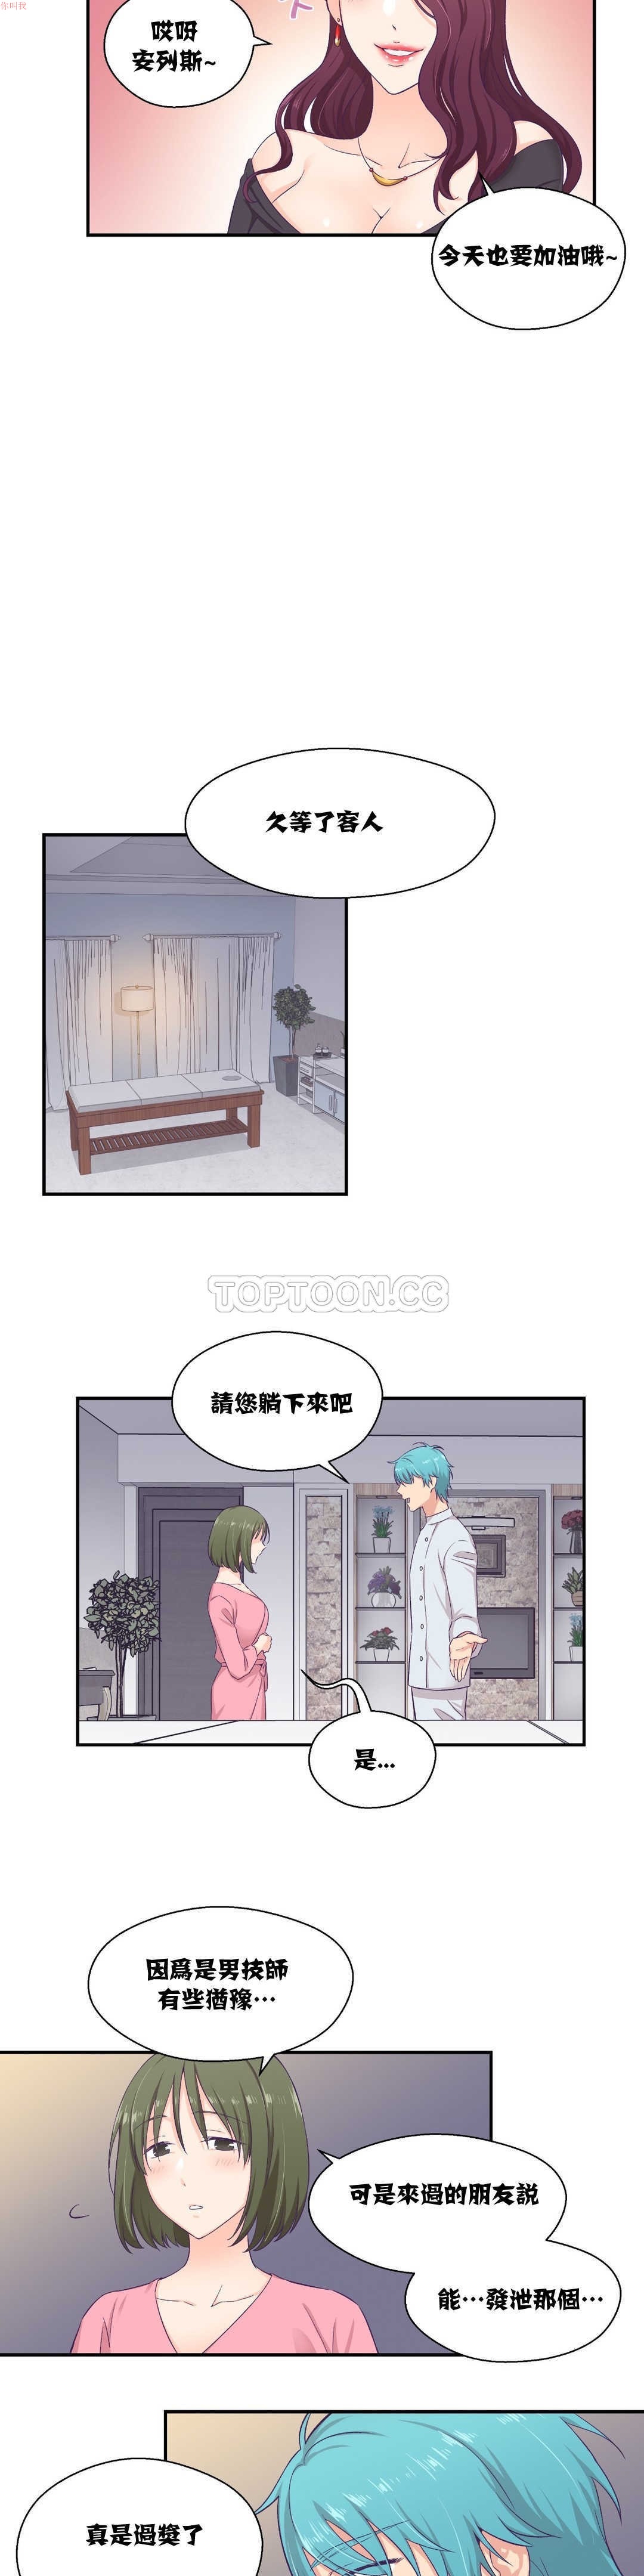 你叫我
哎呀
安列斯~
今天也要加油哦~
久等了客人
TOPTOON.CC
請您躺下來吧
是...
因爲是男技師
有些猶豫…
可是來過的朋友説
能…發泄那個…
真是過獎了